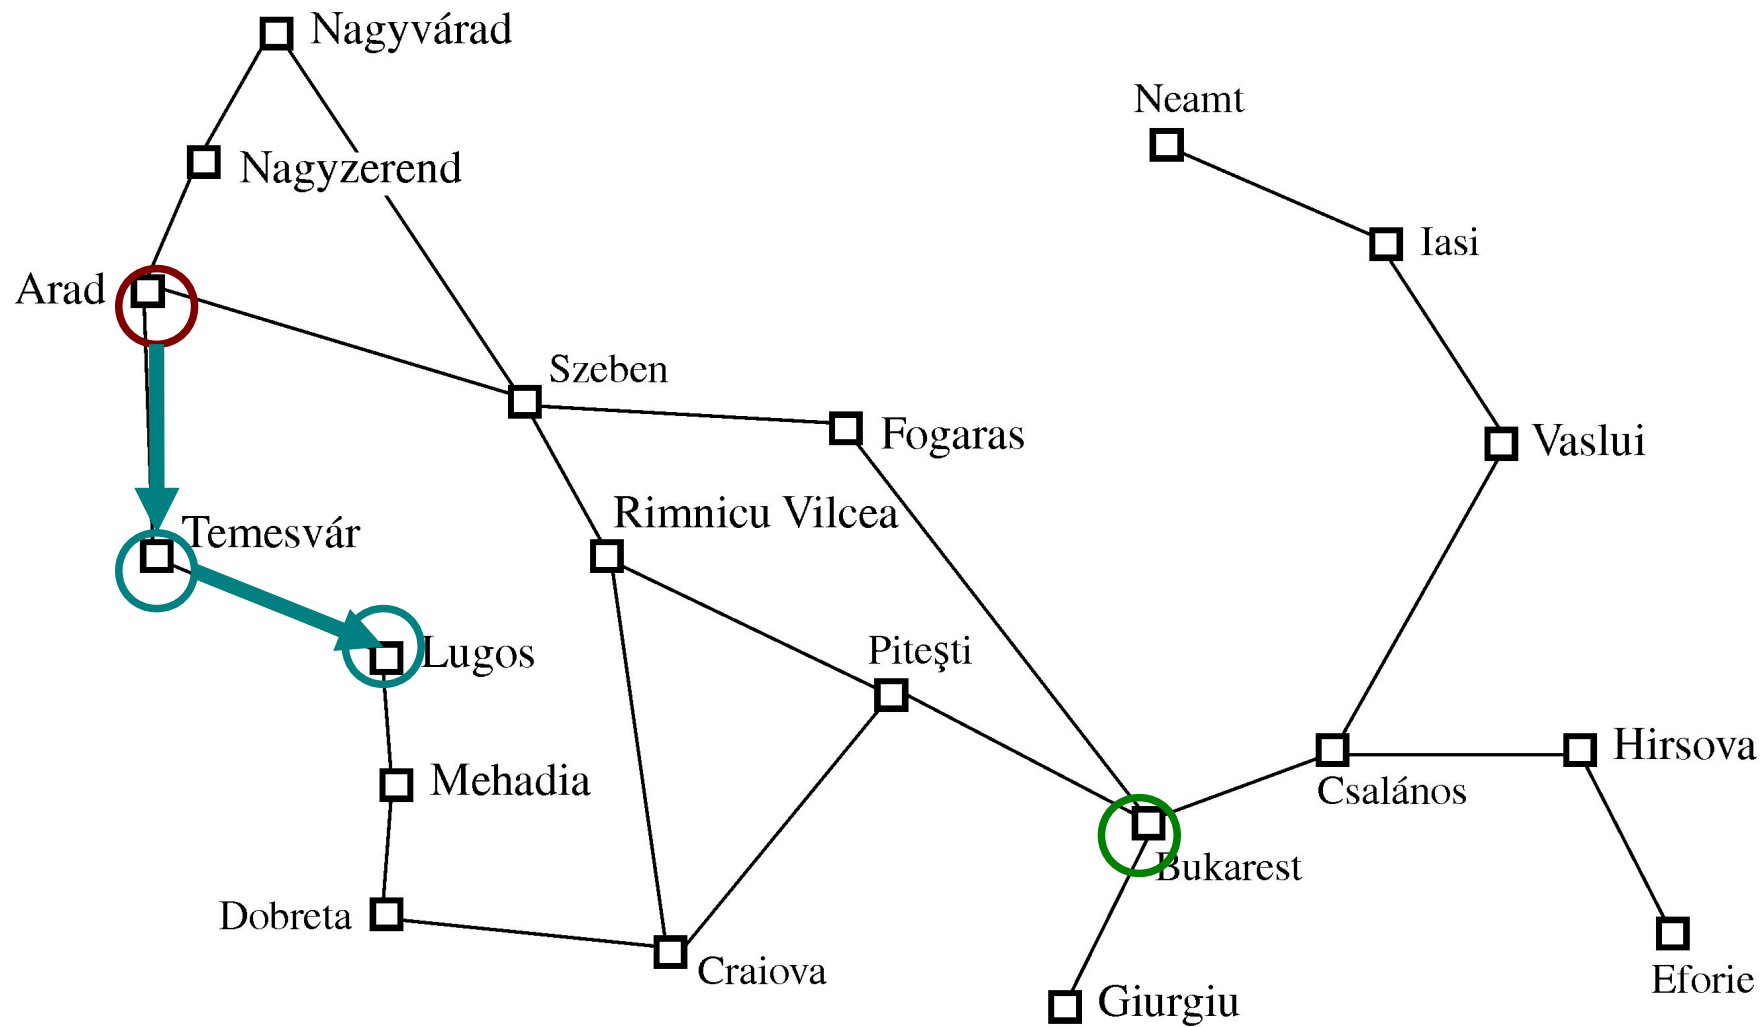 Nagyvárad
Neamt
Nagyzerend
Iasi
Arad
Szeben
Fogaras
Vaslui
Rimnicu Vilcea
Temesvár
Piteşti
Lugos
Hirsova
Mehadia
Csalános
Bukarest
Dobreta
Craiova
Eforie
Giurgiu